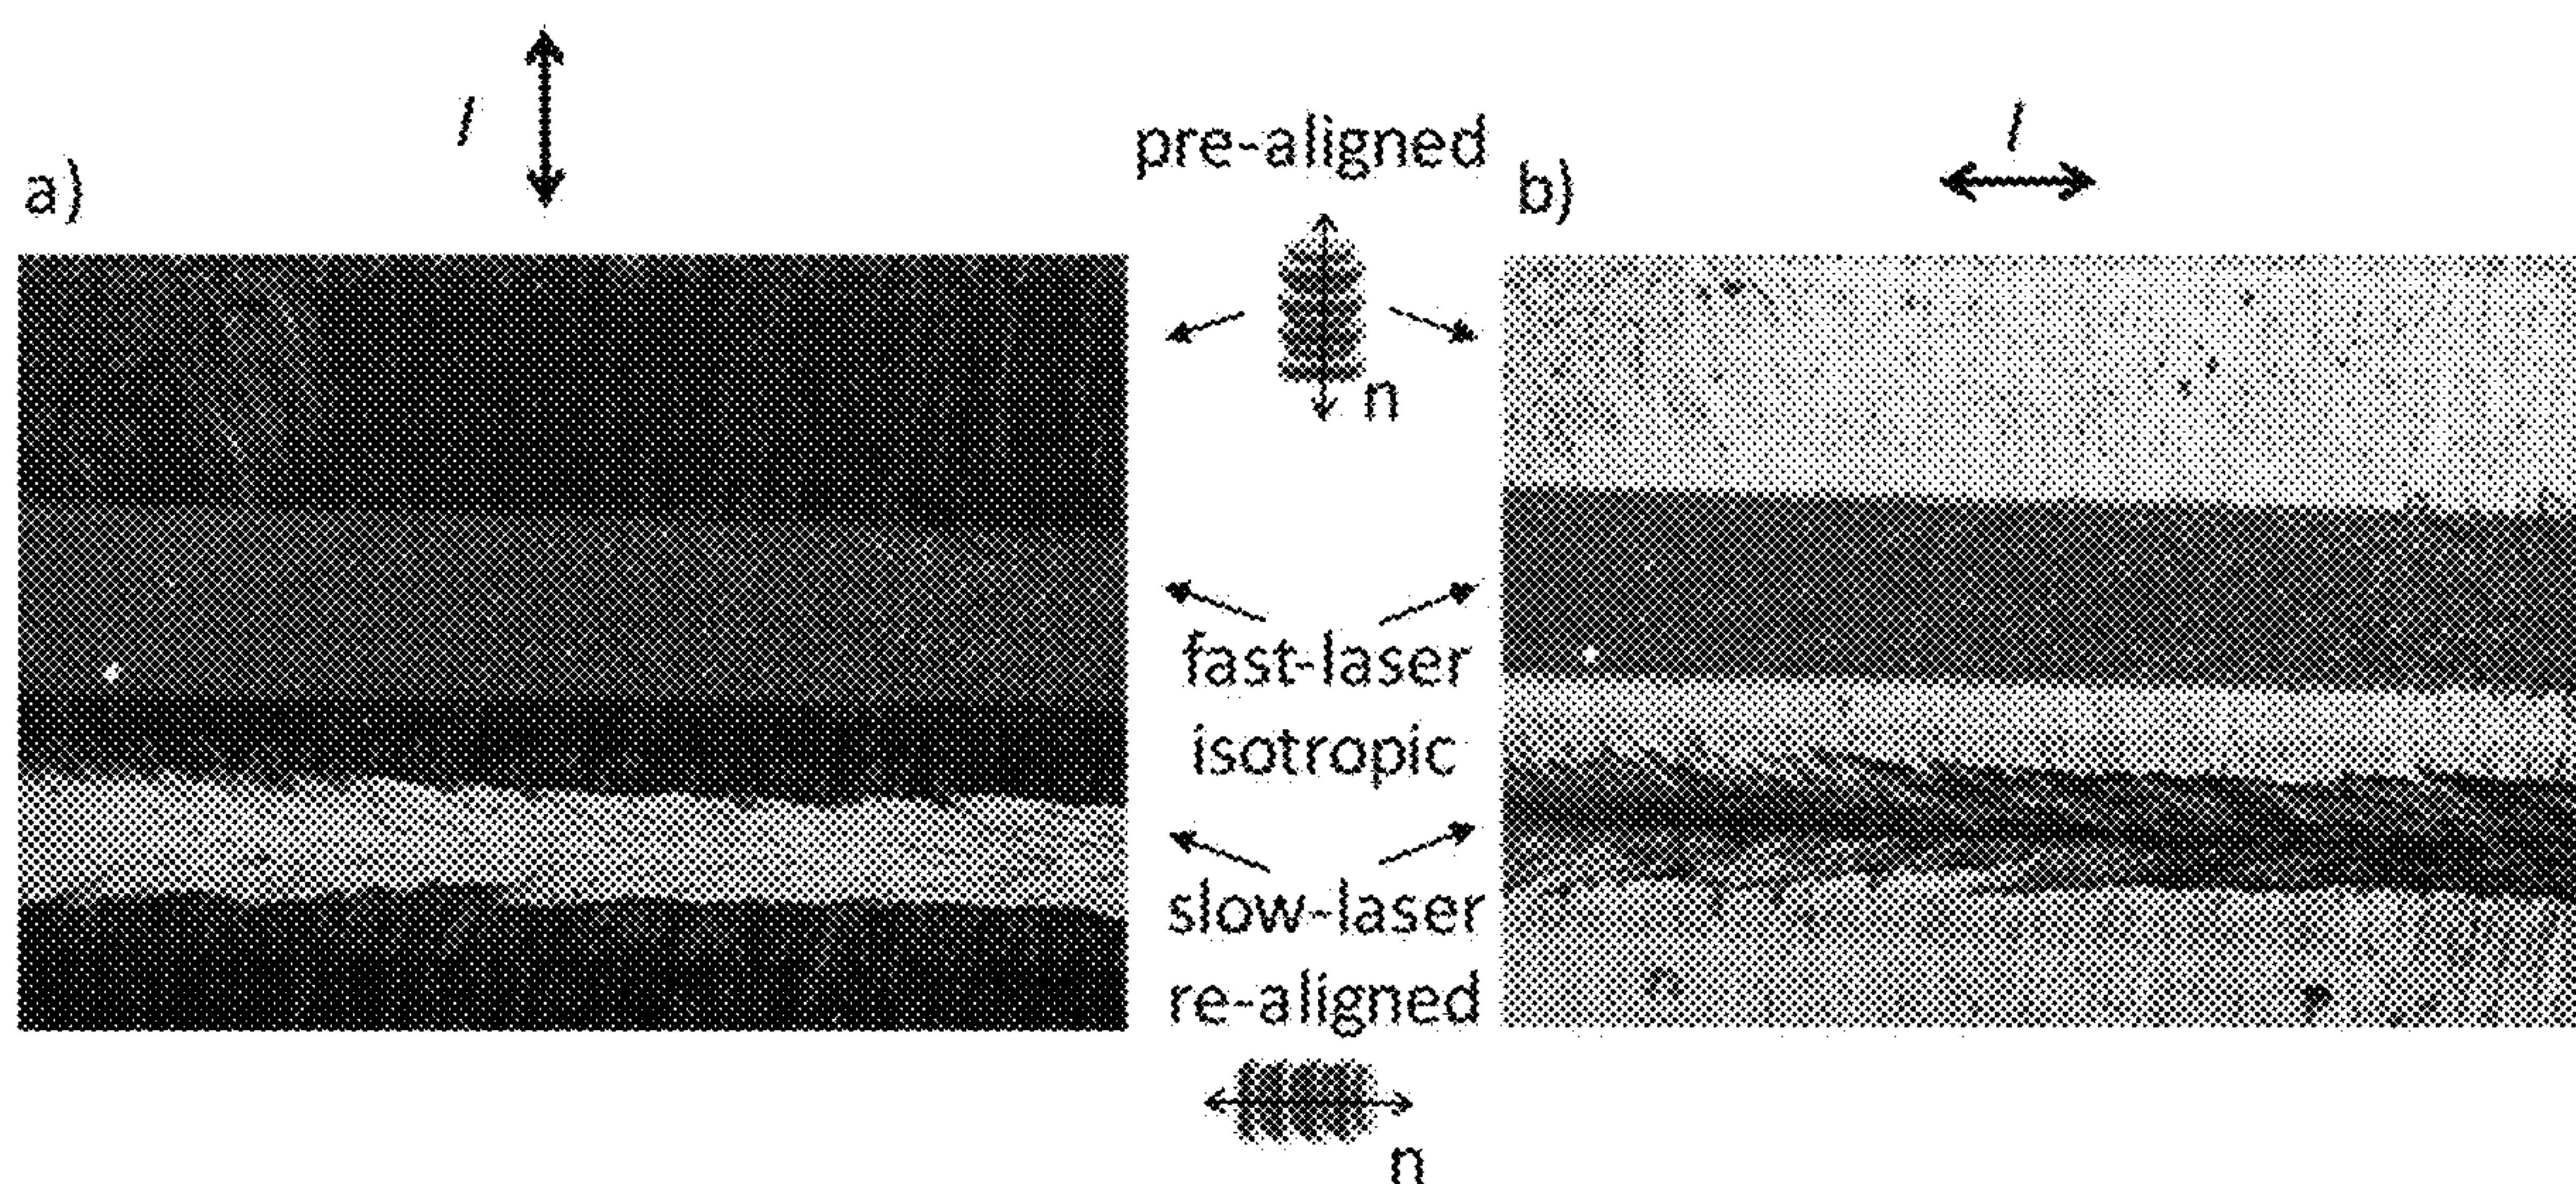 l
a)
pre-aligned
n
fast-laser
isotropic
slow-laser
re-aligned
n
l
b)